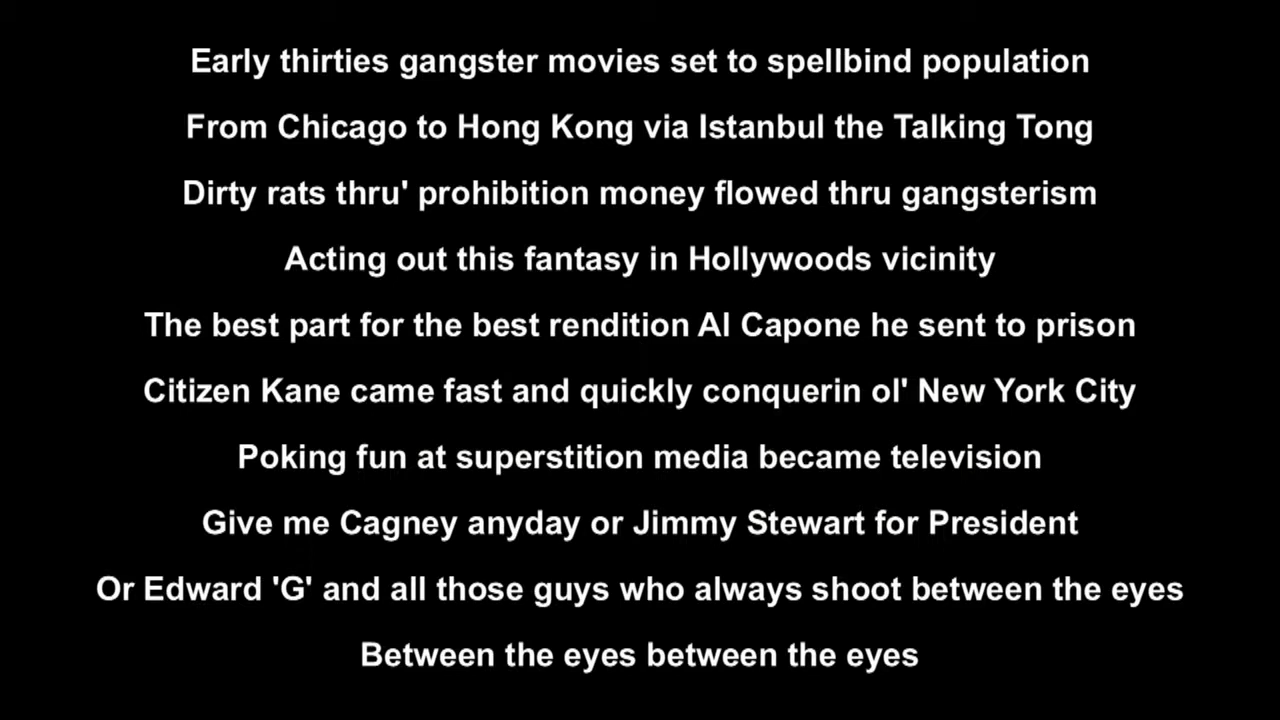 Early thirties gangster movies set to spellbind population
From Chicago to Hong Kong via Istanbul the Talking Tong
Dirty rats thru' prohibition money flowed thru gangsterism
Acting out this fantasy in Hollywoods vicinity
The best part for the best rendition Al Capone he sent to prison
Citizen Kane came fast and quickly conquerin ol' New York City
Poking fun at superstition media became television
Give me Cagney anyday or Jimmy Stewart for President
Or Edward 'G' and all those guys who always shoot between the eyes
Between the eyes between the eyes